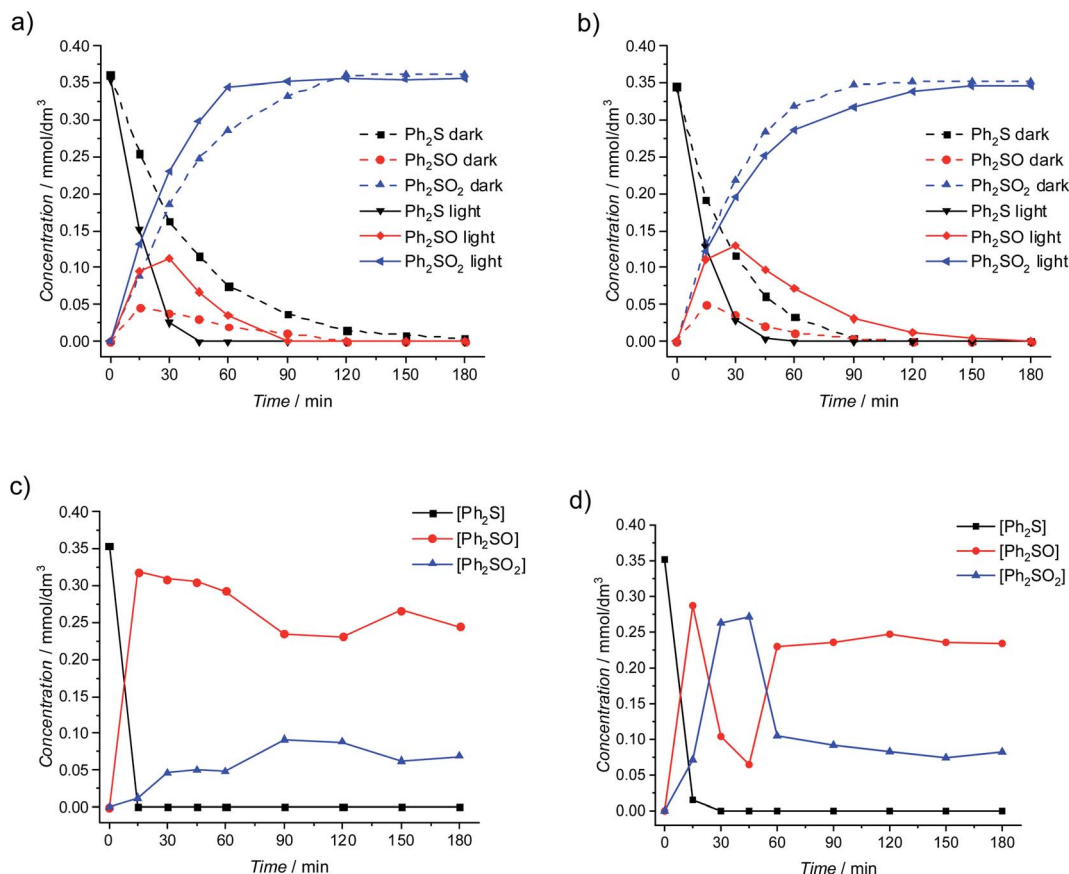 a)
0.40
0.35
0.30
0.25
0.20
0.15
0.10
0.05
0.00
Concentration / mmol/dm³
Ph₂S dark
Ph₂SO dark
Ph₂SO₂ dark
Ph₂S light
Ph₂SO light
Ph₂SO₂ light
0 30 60 90 120 150 180
Time / min
b)
0.40
0.35
0.30
0.25
0.20
0.15
0.10
0.05
0.00
Concentration / mmol/dm³
Ph₂S dark
Ph₂SO dark
Ph₂SO₂ dark
Ph₂S light
Ph₂SO light
Ph₂SO₂ light
0 30 60 90 120 150 180
Time / min
c)
0.40
0.35
0.30
0.25
0.20
0.15
0.10
0.05
0.00
Concentration / mmol/dm³
[Ph₂S]
[Ph₂SO]
[Ph₂SO₂]
0 30 60 90 120 150 180
Time / min
d)
0.40
0.35
0.30
0.25
0.20
0.15
0.10
0.05
0.00
Concentration / mmol/dm³
[Ph₂S]
[Ph₂SO]
[Ph₂SO₂]
0 15 30 45 60 75 90 105 120 135 150 165 180
Time / min